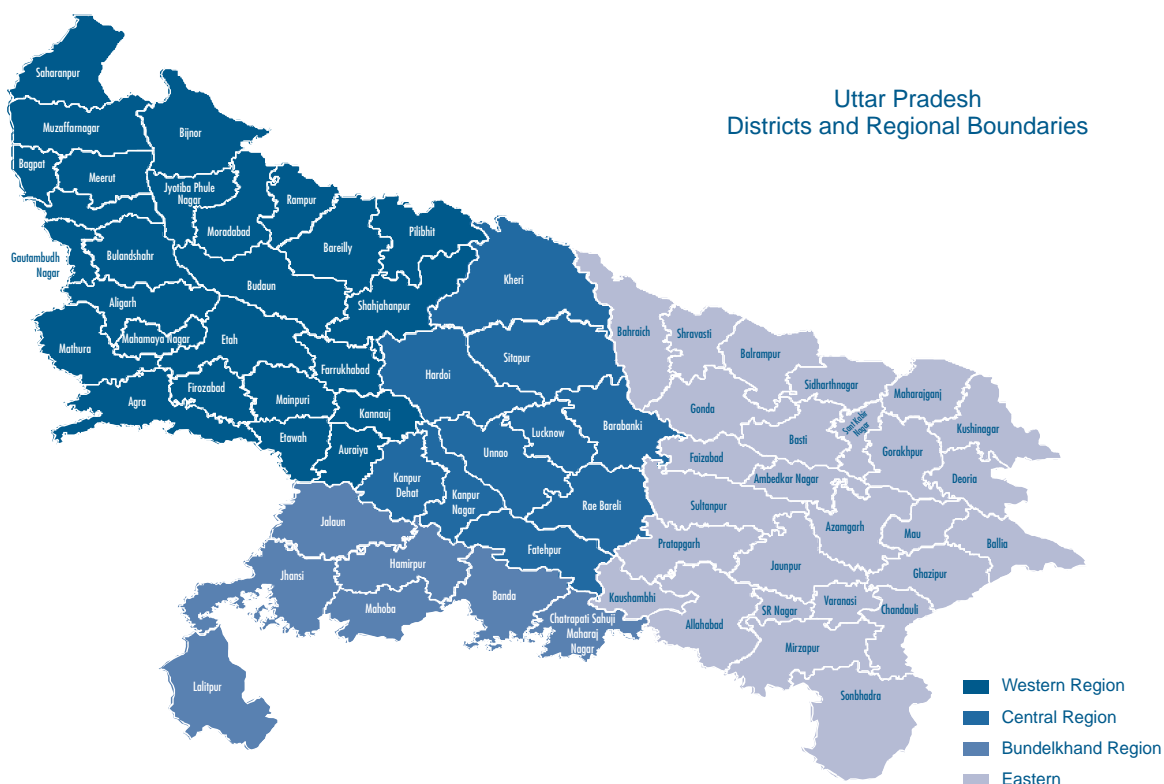 Uttar Pradesh
Districts and Regional Boundaries
Saharanpur
Muzaffarnagar
Bijnor
Bagpat
Meerut
Jyotiba Phule
Nagar
Rampur
Moradabad
Pilibhit
Bareilly
Gautambudh
Nagar
Bulandshahr
Budaun
Kheri
Aligarh
Shahjahanpur
Mahamaya Nagar
Etah
Mathura
Bahraich
Shravasti
Balrampur
Sitapur
Farrukhabad
Hardoi
Sidharthnagar
Maharajganj
Agra
Firozabad
Mainpuri
Kannauj
Gonda
Barabanki
Sant Kabir
Nagar
Kushinagar
Etawah
Auraiya
Unnao
Lucknow
Basti
Faizabad
Gorakhpur
Kanpur
Dehat
Kanpur
Nagar
Ambedkar Nagar
Deoria
Rae Bareli
Sultanpur
Jalaun
Azamgarh
Mau
Ballia
Fatehpur
Pratapgarh
Jaunpur
Ghazipur
Jhansi
Hamirpur
Mahoba
Banda
Kaushambhi
Chatrapati Sahuji
Maharaj
Nagar
Allahabad
SR Nagar
Varanasi
Chandauli
Mirzapur
Lalitpur
Sonbhadra
Western Region
Central Region
Bundelkhand Region
Eastern